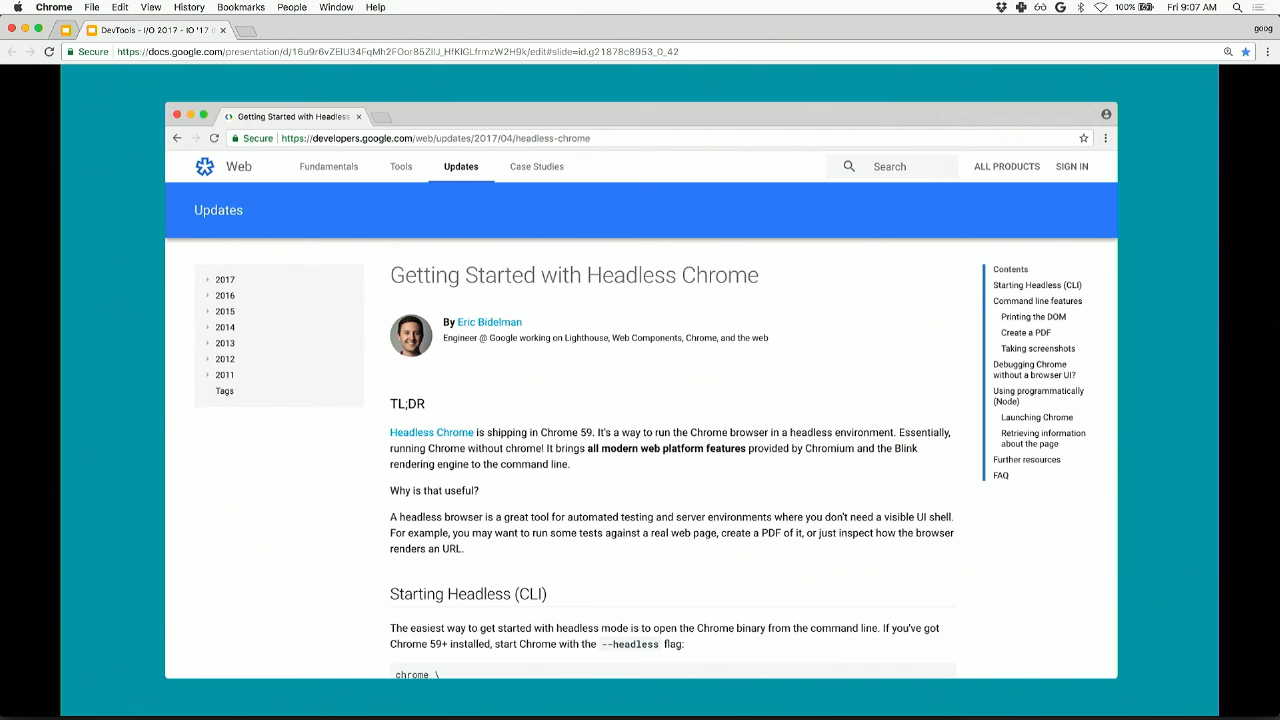 Chrome File Edit View History Bookmarks People Window Help 100% Fri 9:07 AM
DevTools - I/O 2017 - IO '17 d × goog
Secure
× Getting Started with Headless ×
Secure https://developers.google.com/web/updates/2017/04/headless-chrome
Web Fundamentals Tools Updates Case Studies Search ALL PRODUCTS SIGN IN
Updates
2017
2016
2015
2014
2013
2012
2011
Tags
Getting Started with Headless Chrome
By Eric Bidelman
Engineer @ Google working on Lighthouse, Web Components, Chrome, and the web
TL;DR
Headless Chrome is shipping in Chrome 59. It's a way to run the Chrome browser in a headless environment. Essentially,
running Chrome without chrome! It brings all modern web platform features provided by Chromium and the Blink
rendering engine to the command line.
Why is that useful?
A headless browser is a great tool for automated testing and server environments where you don't need a visible UI shell.
For example, you may want to run some tests against a real web page, create a PDF of it, or just inspect how the browser
renders an URL.
Starting Headless (CLI)
The easiest way to get started with headless mode is to open the Chrome binary from the command line. If you've got
Chrome 59+ installed, start Chrome with the --headless flag:
chrome \
Contents
Starting Headless (CLI)
Command line features
Printing the DOM
Create a PDF
Taking screenshots
Debugging Chrome
without a browser UI?
Using programmatically
(Node)
Launching Chrome
Retrieving information
about the page
Further resources
FAQ